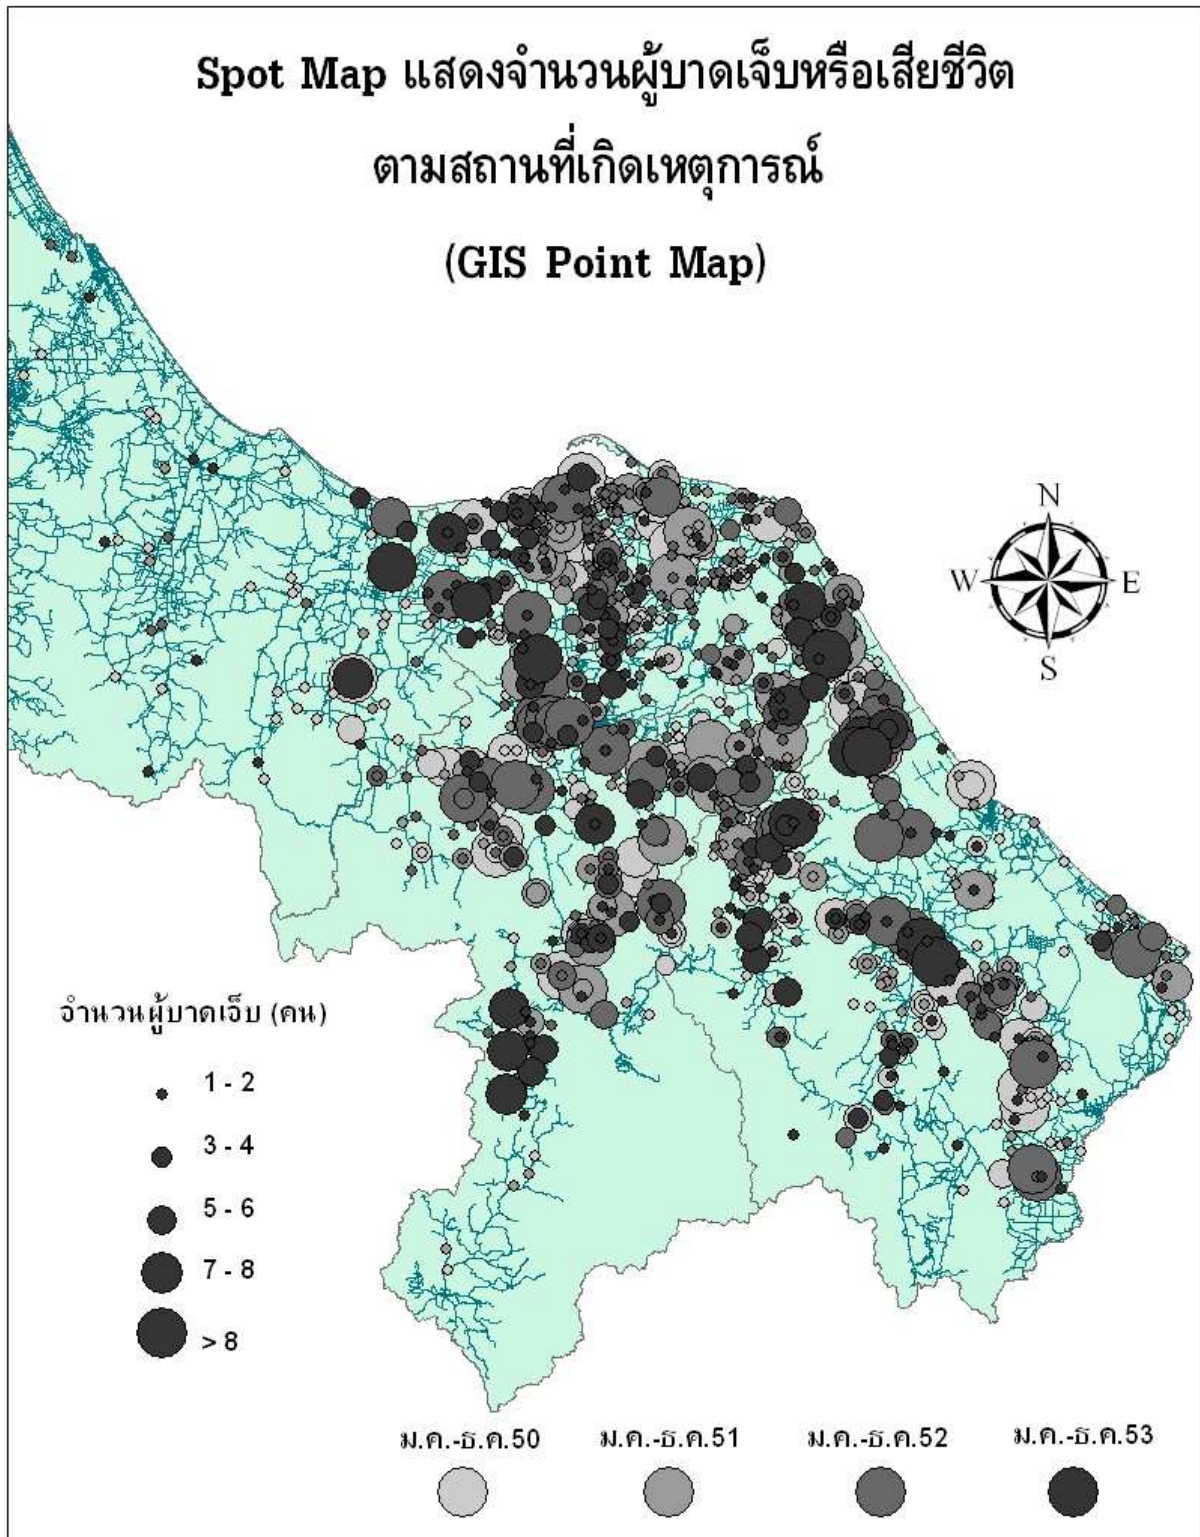 Spot Map แสดงจำนวนผู้บาดเจ็บหรือเสียชีวิต
ตามสถานที่เกิดเหตุการณ์
(GIS Point Map)
N
W E
S
จำนวนผู้บาดเจ็บ (คน)
1 - 2
3 - 4
5 - 6
7 - 8
> 8
ม.ค.-ธ.ค.50 ม.ค.-ธ.ค.51 ม.ค.-ธ.ค.52 ม.ค.-ธ.ค.53